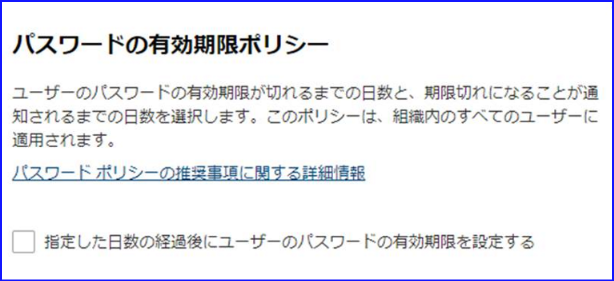 パスワードの有効期限ポリシー
ユーザーのパスワードの有効期限が切れるまでの日数と、期限切れになることが通
知されるまでの日数を選択します。このポリシーは、組織内のすべてのユーザーに
適用されます。
パスワード ポリシーの推奨事項に関する詳細情報
指定した日数の経過後にユーザーのパスワードの有効期限を設定する